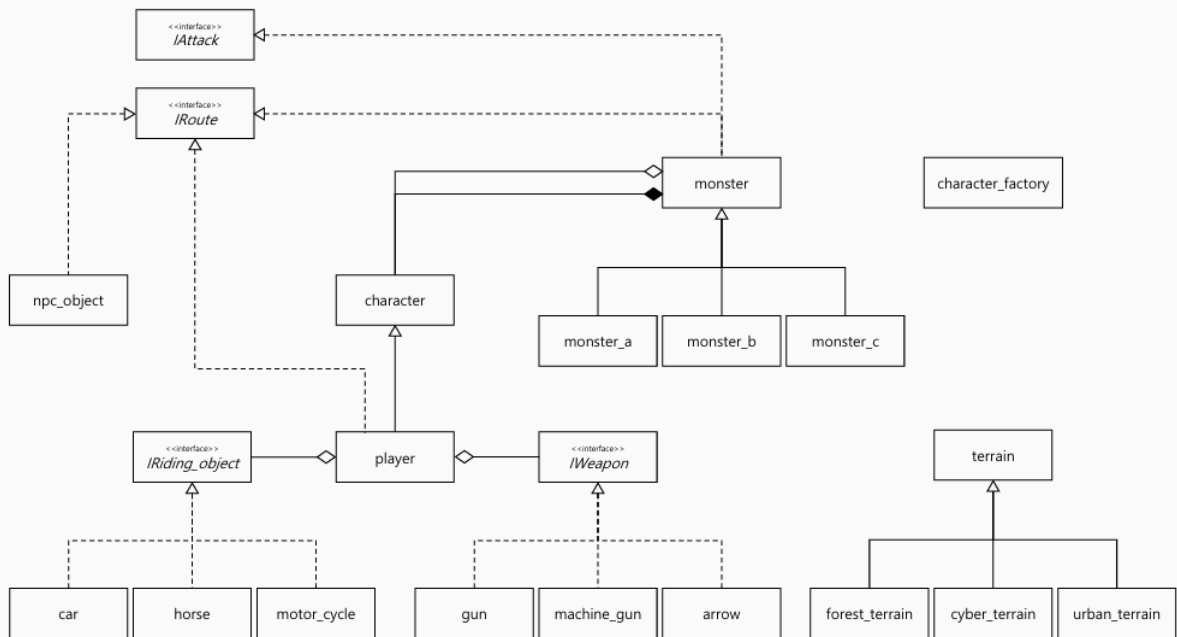 <<interface>>
IAttack
<<interface>>
IRoute
monster
character_factory
npc_object
character
monster_a
monster_b
monster_c
<<interface>>
IRiding_object
player
<<interface>>
IWeapon
terrain
car
horse
motor_cycle
gun
machine_gun
arrow
forest_terrain
cyber_terrain
urban_terrain